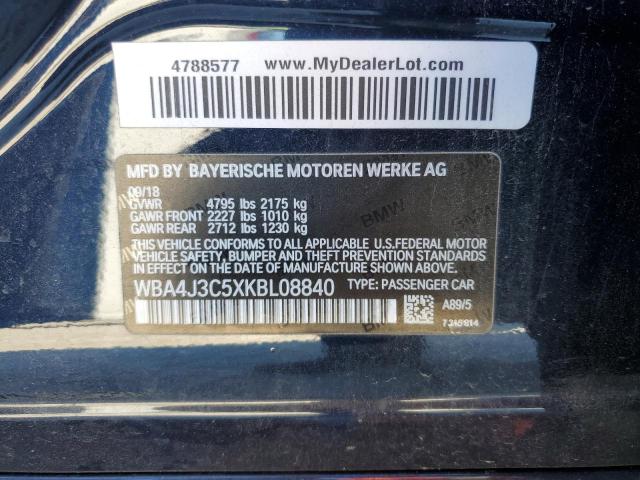 4788577 www.MyDealerLot.com
MFD BY BAYERISCHE MOTOREN WERKE AG
09/18
GVWR 4795 lbs 2175 kg
GAWR FRONT 2227 lbs 1010 kg
GAWR REAR 2712 lbs 1230 kg
THIS VEHICLE CONFORMS TO ALL APPLICABLE U.S.FEDERAL MOTOR
VEHICLE SAFETY, BUMPER, AND THEFT PREVENTION STANDARDS
IN EFFECT ON THE DATE OF MANUFACTURE SHOWN ABOVE.
WBA4J3C5XKBL08840 TYPE: PASSENGER CAR
A89/5